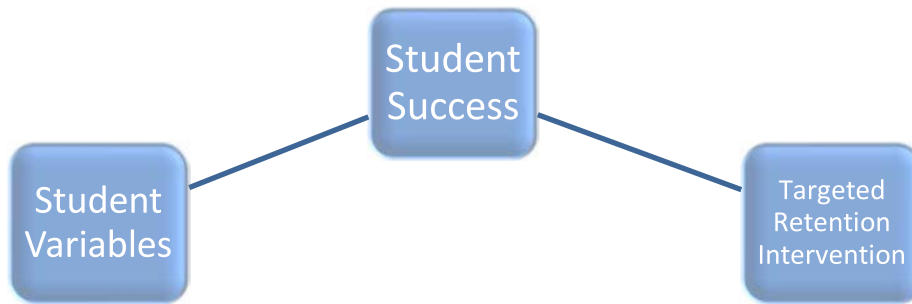 Student
Success
Student
Variables
Targeted
Retention
Intervention